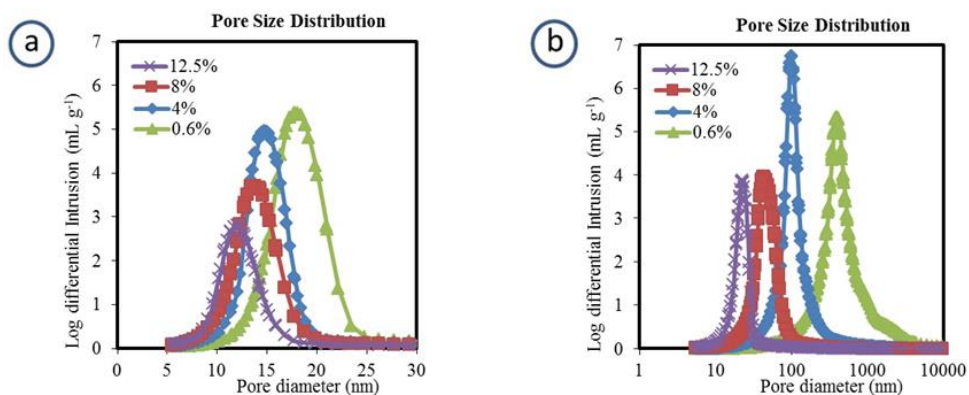 a
Pore Size Distribution
Log differential Intrusion (mL g-1)
7
6
5
4
3
2
1
0
12.5%
8%
4%
0.6%
0 5 10 15 20 25 30
Pore diameter (nm)
b
Pore Size Distribution
Log differential Intrusion (mL g-1)
7
6
5
4
3
2
1
0
12.5%
8%
4%
0.6%
1 10 100 1000 10000
Pore diameter (nm)